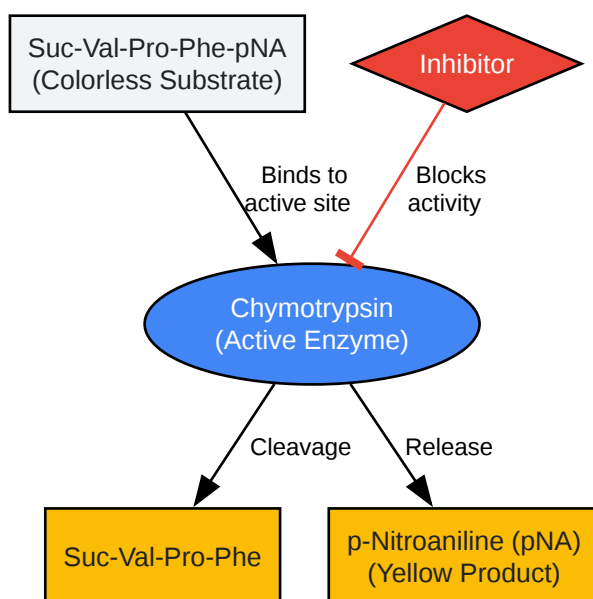 Suc-Val-Pro-Phe-pNA
(Colorless Substrate)
Inhibitor
Binds to
active site
Blocks
activity
Chymotrypsin
(Active Enzyme)
Cleavage
Release
Suc-Val-Pro-Phe
p-Nitroaniline (pNA)
(Yellow Product)